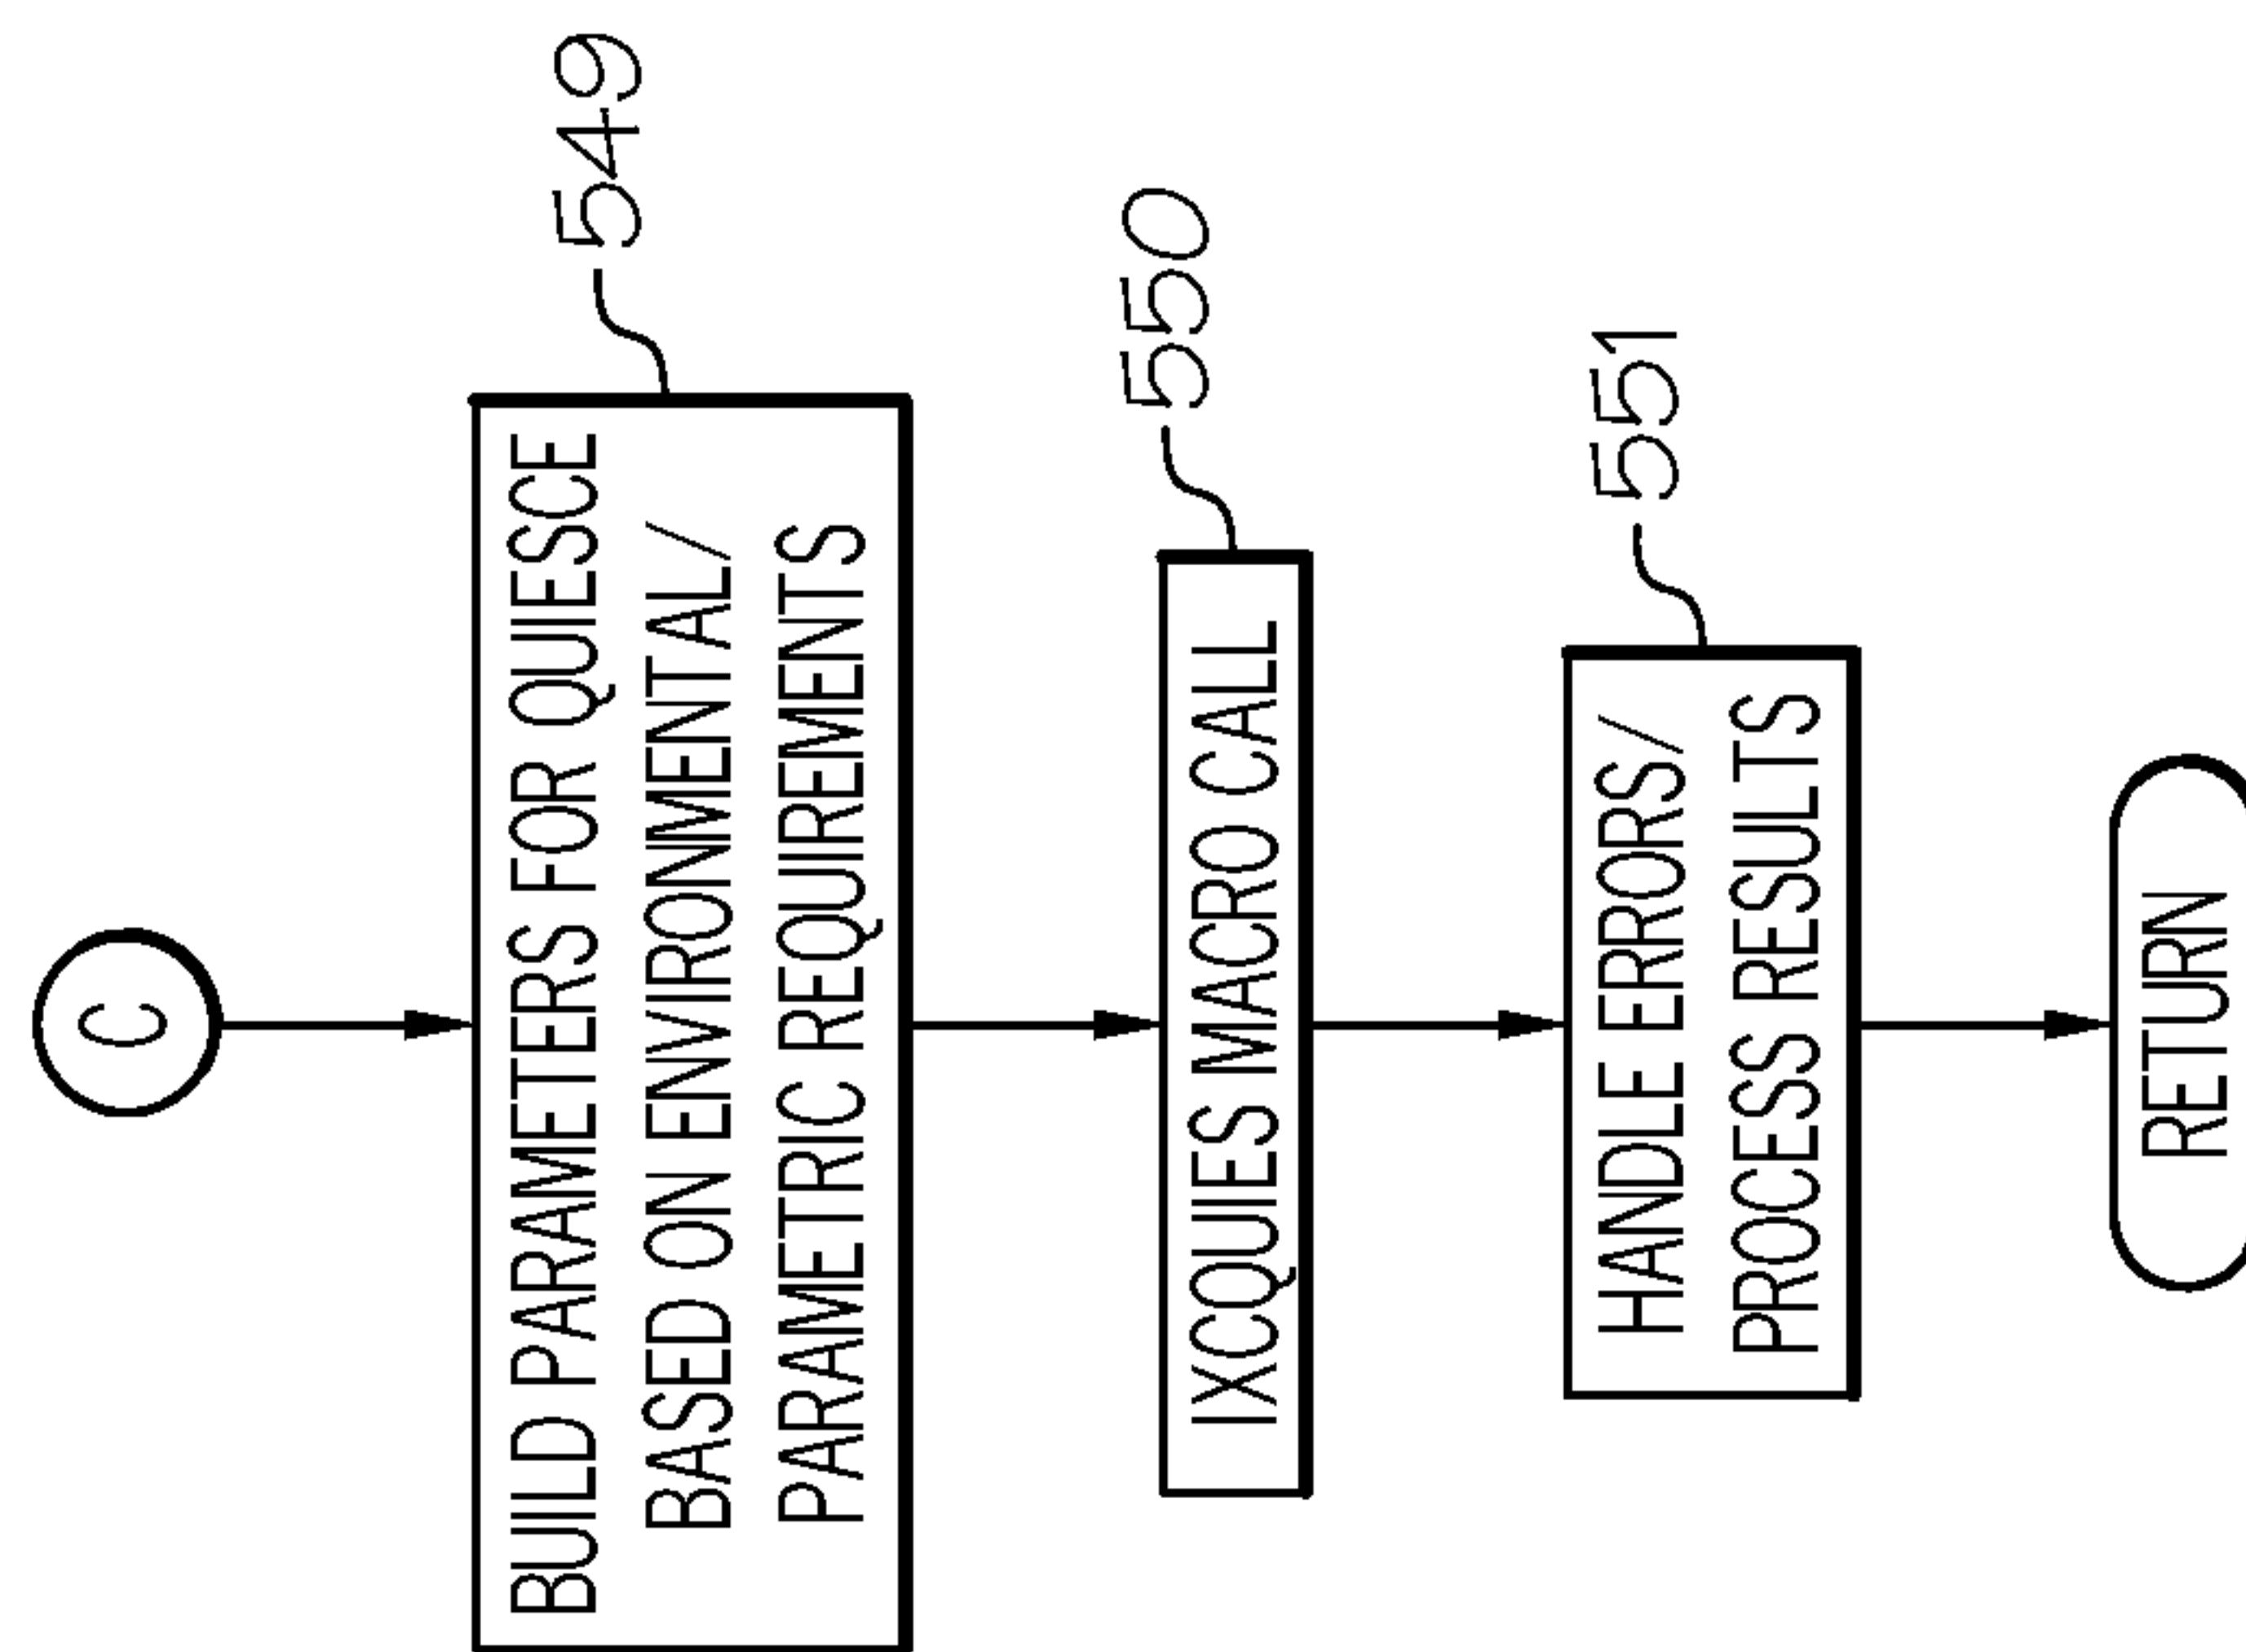 C
BUILD PARAMETERS FOR QUIESCE
BASED ON ENVIRONMENTAL/
PARAMETRIC REQUIREMENTS
549
IXCQUIES MACRO CALL
550
HANDLE ERRORS/
PROCESS RESULTS
551
RETURN